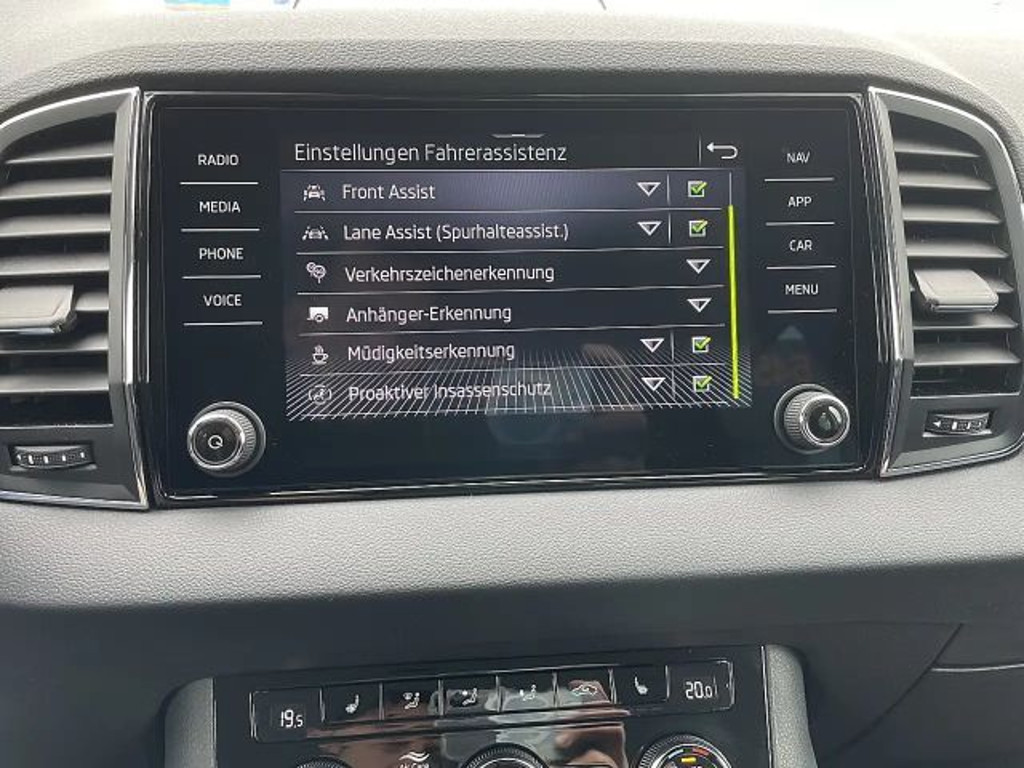 RADIO
MEDIA
PHONE
VOICE
Einstellungen Fahrerassistenz
Front Assist
Lane Assist (Spurhalteassist.)
Verkehrszeichenerkennung
Anhänger-Erkennung
Müdigkeitserkennung
Proaktiver Insassenschutz
NAV
APP
CAR
MENU
19.5
20.0